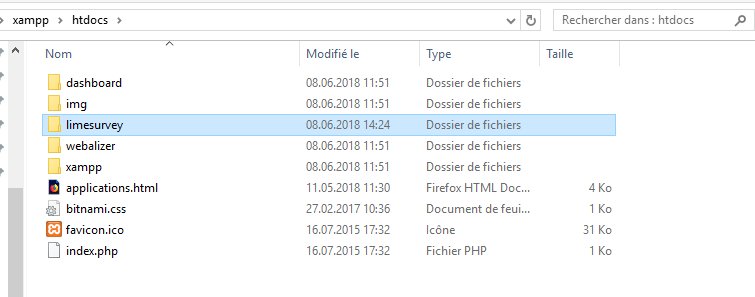 xampp > htdocs Rechercher dans : htdocs
Nom Modifié le Type Taille
dashboard 08.06.2018 11:51 Dossier de fichiers
img 08.06.2018 11:51 Dossier de fichiers
limesurvey 08.06.2018 14:24 Dossier de fichiers
webalizer 08.06.2018 11:51 Dossier de fichiers
xampp 08.06.2018 11:51 Dossier de fichiers
applications.html 11.05.2018 11:30 Firefox HTML Doc... 4 Ko
bitnami.css 27.02.2017 10:36 Document de feui... 1 Ko
favicon.ico 16.07.2015 17:32 Icône 31 Ko
index.php 16.07.2015 17:32 Fichier PHP 1 Ko